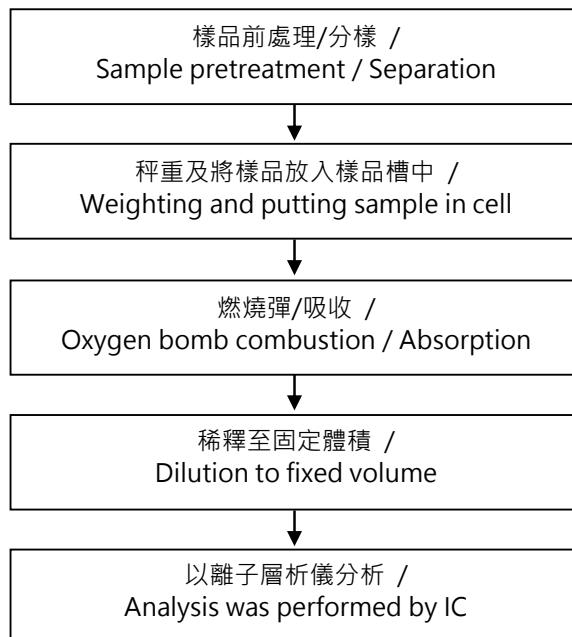 樣品前處理/分樣 /
Sample pretreatment / Separation
秤重及將樣品放入樣品槽中 /
Weighting and putting sample in cell
燃燒彈/吸收 /
Oxygen bomb combustion / Absorption
稀釋至固定體積 /
Dilution to fixed volume
以離子層析儀分析 /
Analysis was performed by IC